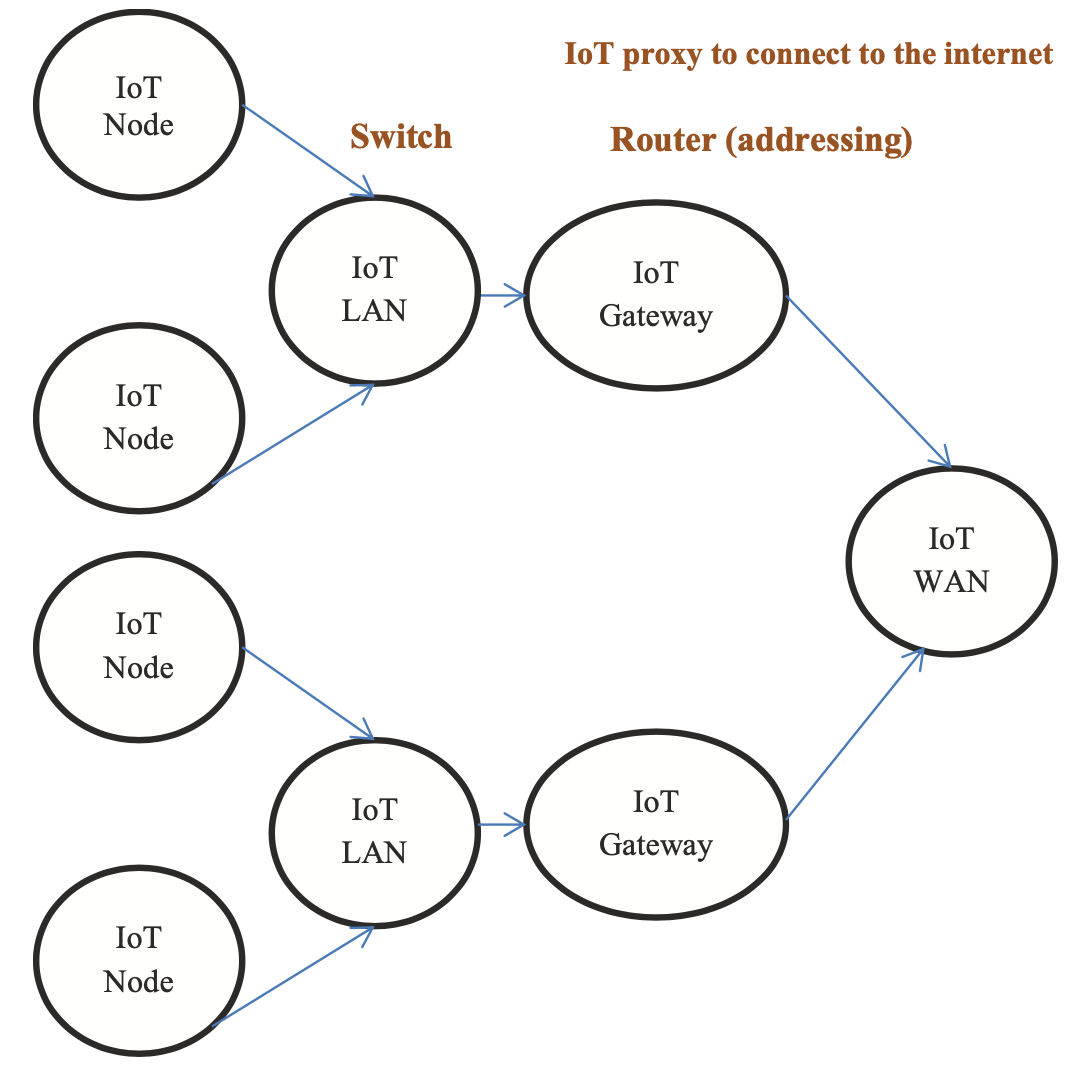 IoT
Node
IoT proxy to connect to the internet
Switch
Router (addressing)
IoT
LAN
IoT
Gateway
IoT
Node
IoT
WAN
IoT
Node
IoT
LAN
IoT
Gateway
IoT
Node